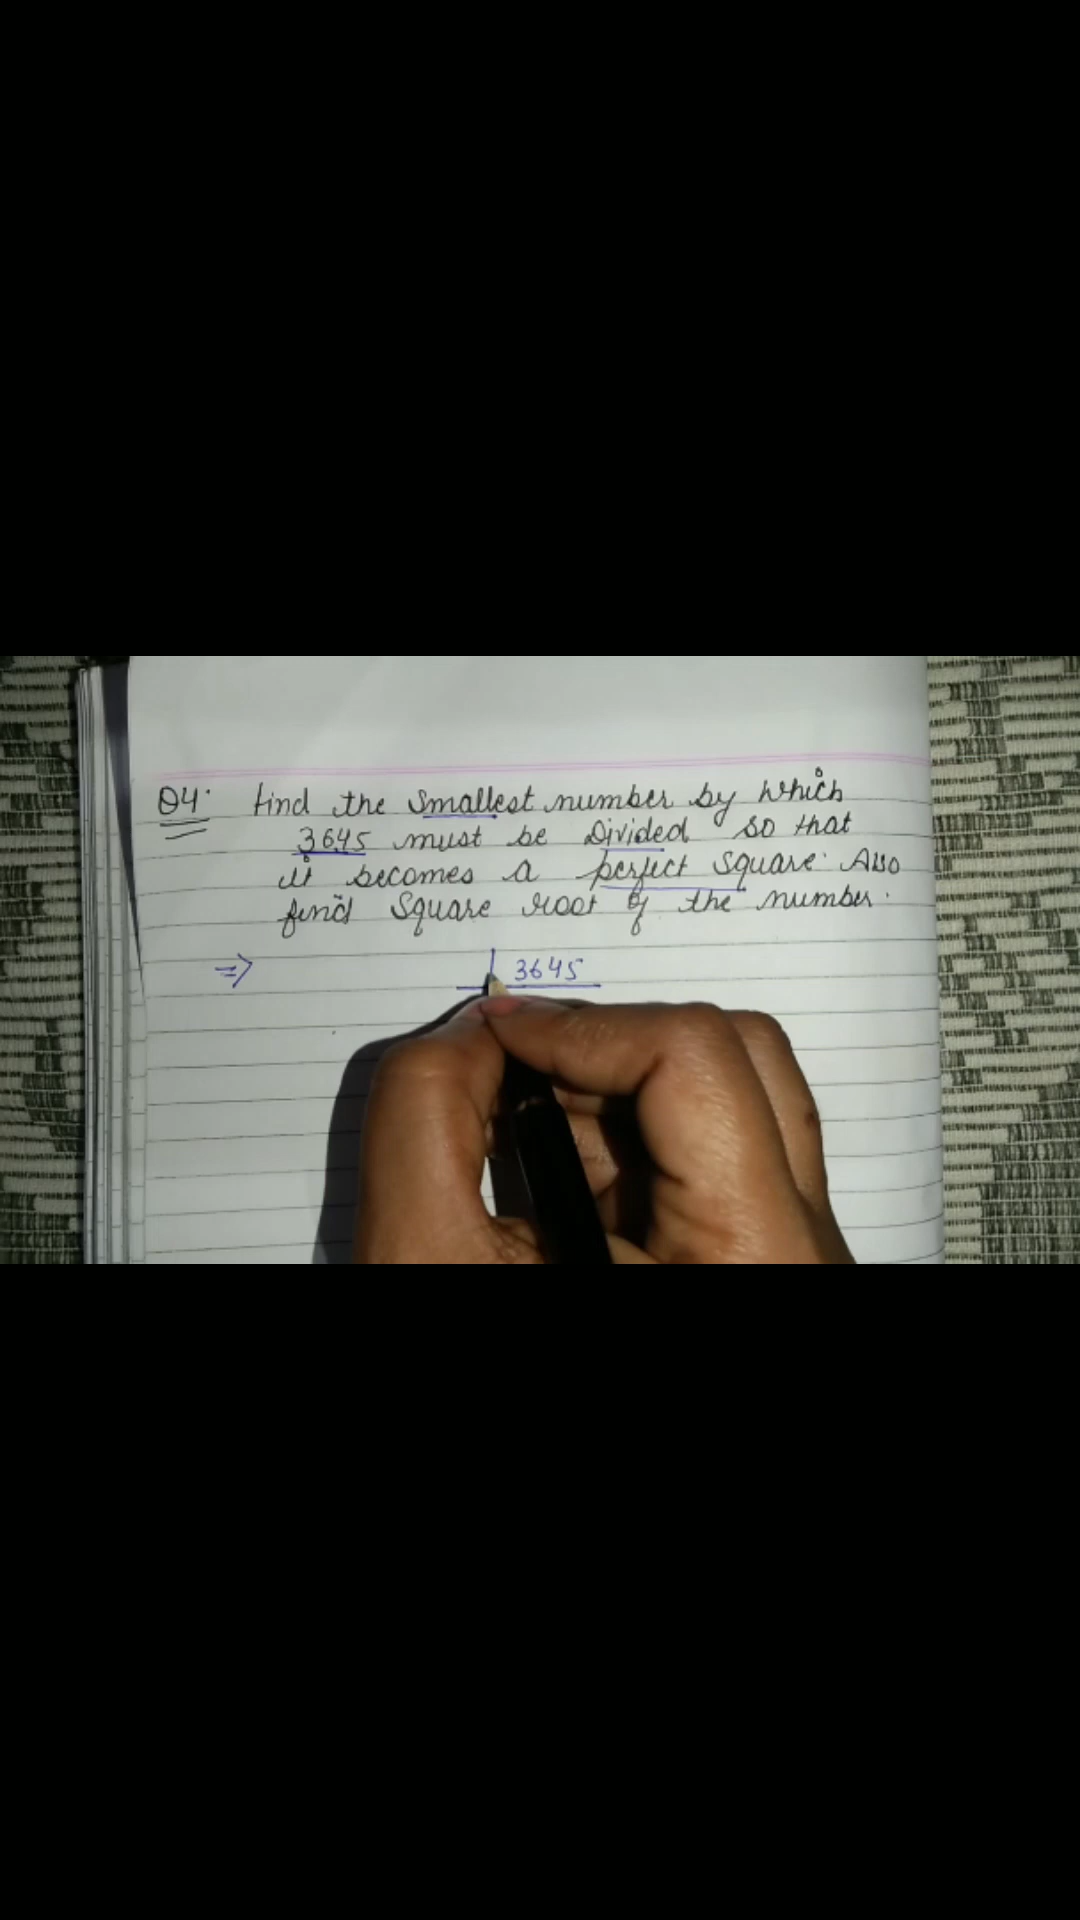 Q4. Find the smallest number by which
3645 must be Divided so that
it becomes a perfect square. Also
find Square root of the number.
=> 3645